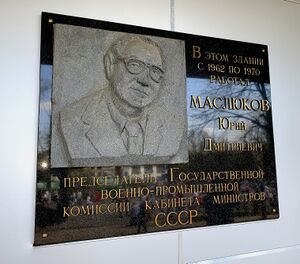 В этом здании
с 1962 по 1970
работал
Маслюков
Юрий
Дмитриевич
председатель Государственной
военно-промышленной
комиссии Кабинета министров
СССР